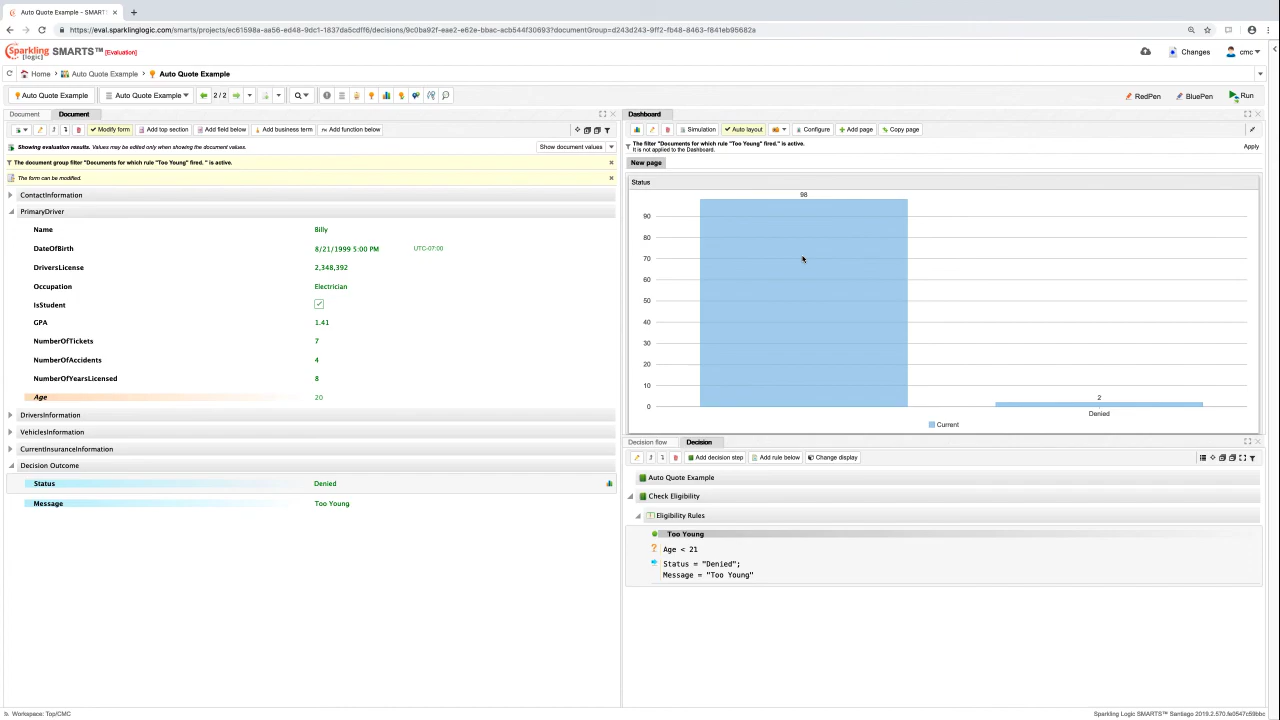 Auto Quote Example - SMART
https://eval.sparklinglogic.com/smarts/projects/ec61598a-aa56-ed48-9dc1-1837da5cdff6/decisions/9c0ba92f-eae2-e62e-bbac-acb544f30693?documentGroup=d243d243-9ff2-fb48-8463-f841eb95682a
Sparkling [logic] SMARTS™ [Evaluation]
Changes
cmc
Home
Auto Quote Example
Auto Quote Example
Auto Quote Example
Auto Quote Example
2 / 2
RedPen
BluePen
Run
Document
Document
Modify form
Add top section
Add field below
Add business term
Add function below
Showing evaluation results. Values may be edited only when showing the document values.
Show document values
The document group filter "Documents for which rule "Too Young" fired. " is active.
The form can be modified.
ContactInformation
PrimaryDriver
Name Billy
DateOfBirth 8/21/1999 5:00 PM UTC-07:00
DriversLicense 2,348,392
Occupation Electrician
IsStudent
GPA 1.41
NumberOfTickets 7
NumberOfAccidents 4
NumberOfYearsLicensed 8
Age 20
DriversInformation
VehiclesInformation
CurrentInsuranceInformation
Decision Outcome
Status Denied
Message Too Young
Dashboard
Simulation
Auto layout
Configure
Add page
Copy page
The filter "Documents for which rule "Too Young" fired. " is active.
It is not applied to the Dashboard.
Apply
New page
Status
98
90
80
70
60
50
40
30
20
10
0
2
Denied
Current
Decision flow
Decision
Add decision step
Add rule below
Change display
Auto Quote Example
Check Eligibility
Eligibility Rules
Too Young
Age < 21
Status = "Denied";
Message = "Too Young"
Workspace: Top/CMC
Sparkling Logic SMARTS™ Santiago 2019.2.570.fe0547c59bbc